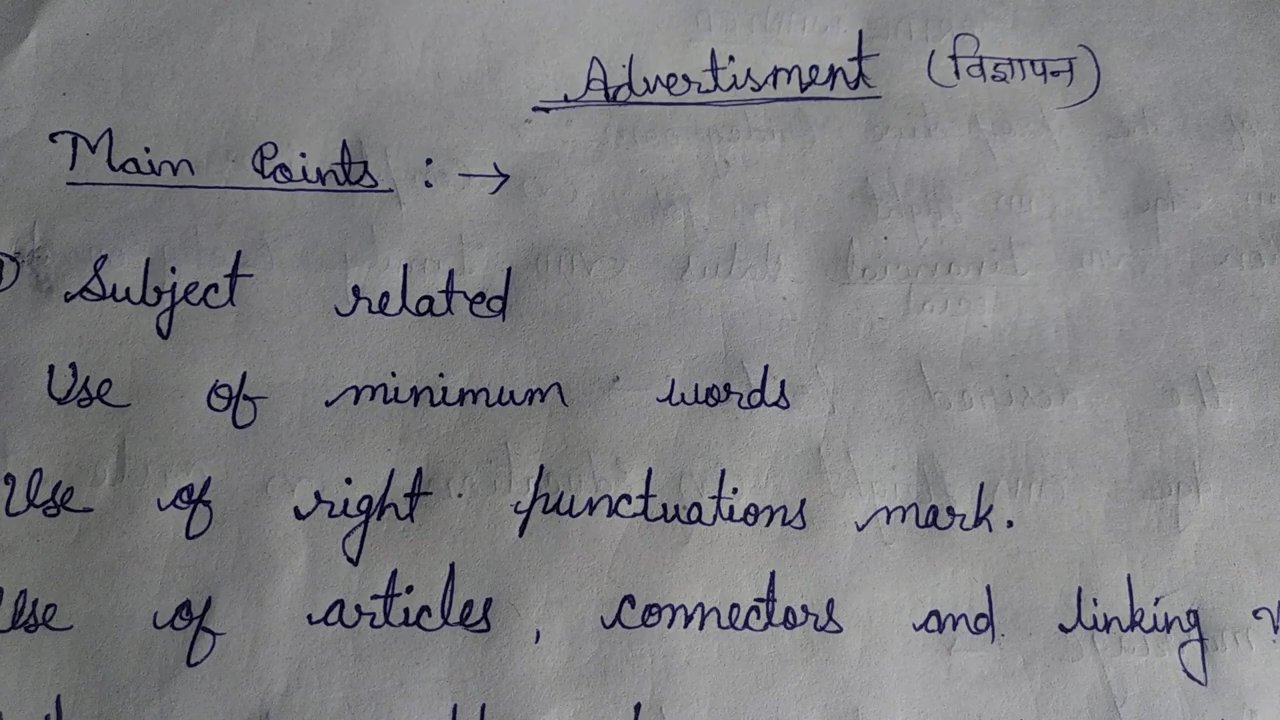 Advertisment (विज्ञापन)
Main Points : →
Subject related
Use of minimum words
Use of right punctuations mark.
Use of articles, connectors and linking